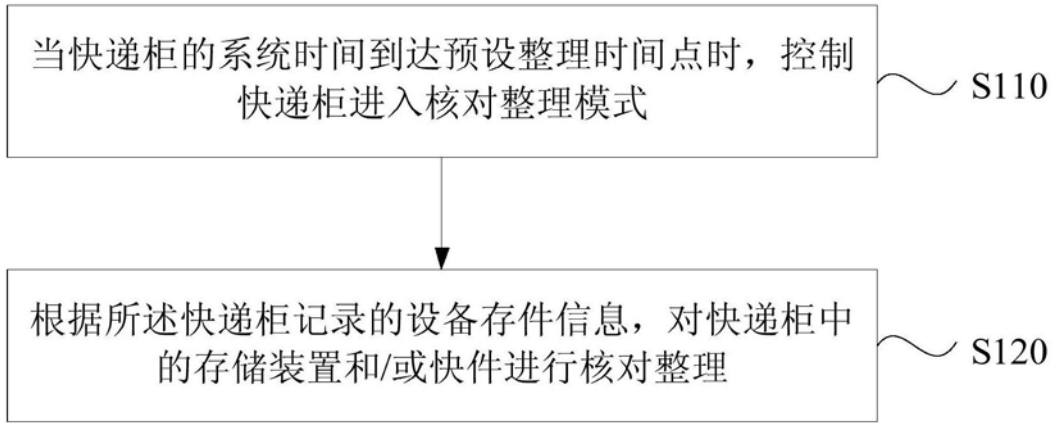 当快递柜的系统时间到达预设整理时间点时，控制
快递柜进入核对整理模式
S110
根据所述快递柜记录的设备存件信息，对快递柜中
的存储装置和/或快件进行核对整理
S120